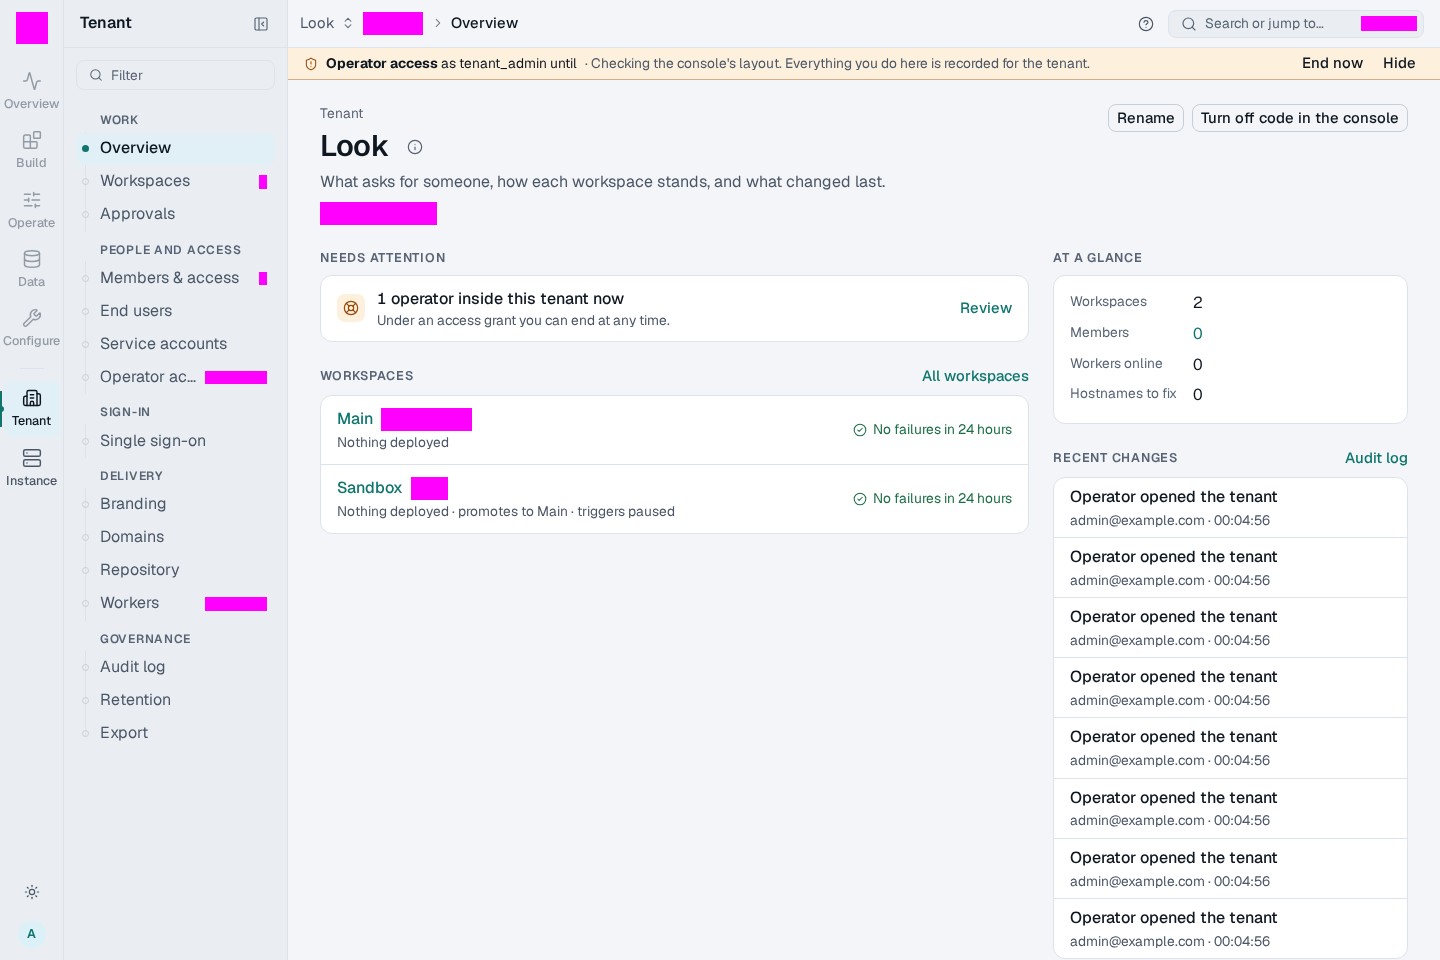 Tenant
Look
Overview
Search or jump to...
Operator access as tenant_admin until · Checking the console's layout. Everything you do here is recorded for the tenant.
End now
Hide
Overview
Build
Operate
Data
Configure
Tenant
Instance
A
Filter
WORK
Overview
Workspaces
Approvals
PEOPLE AND ACCESS
Members & access
End users
Service accounts
Operator ac...
SIGN-IN
Single sign-on
DELIVERY
Branding
Domains
Repository
Workers
GOVERNANCE
Audit log
Retention
Export
Tenant
Look
Rename
Turn off code in the console
What asks for someone, how each workspace stands, and what changed last.
NEEDS ATTENTION
1 operator inside this tenant now
Under an access grant you can end at any time.
Review
WORKSPACES
All workspaces
Main
Nothing deployed
No failures in 24 hours
Sandbox
Nothing deployed · promotes to Main · triggers paused
No failures in 24 hours
AT A GLANCE
Workspaces 2
Members 0
Workers online 0
Hostnames to fix 0
RECENT CHANGES
Audit log
Operator opened the tenant
admin@example.com · 00:04:56
Operator opened the tenant
admin@example.com · 00:04:56
Operator opened the tenant
admin@example.com · 00:04:56
Operator opened the tenant
admin@example.com · 00:04:56
Operator opened the tenant
admin@example.com · 00:04:56
Operator opened the tenant
admin@example.com · 00:04:56
Operator opened the tenant
admin@example.com · 00:04:56
Operator opened the tenant
admin@example.com · 00:04:56